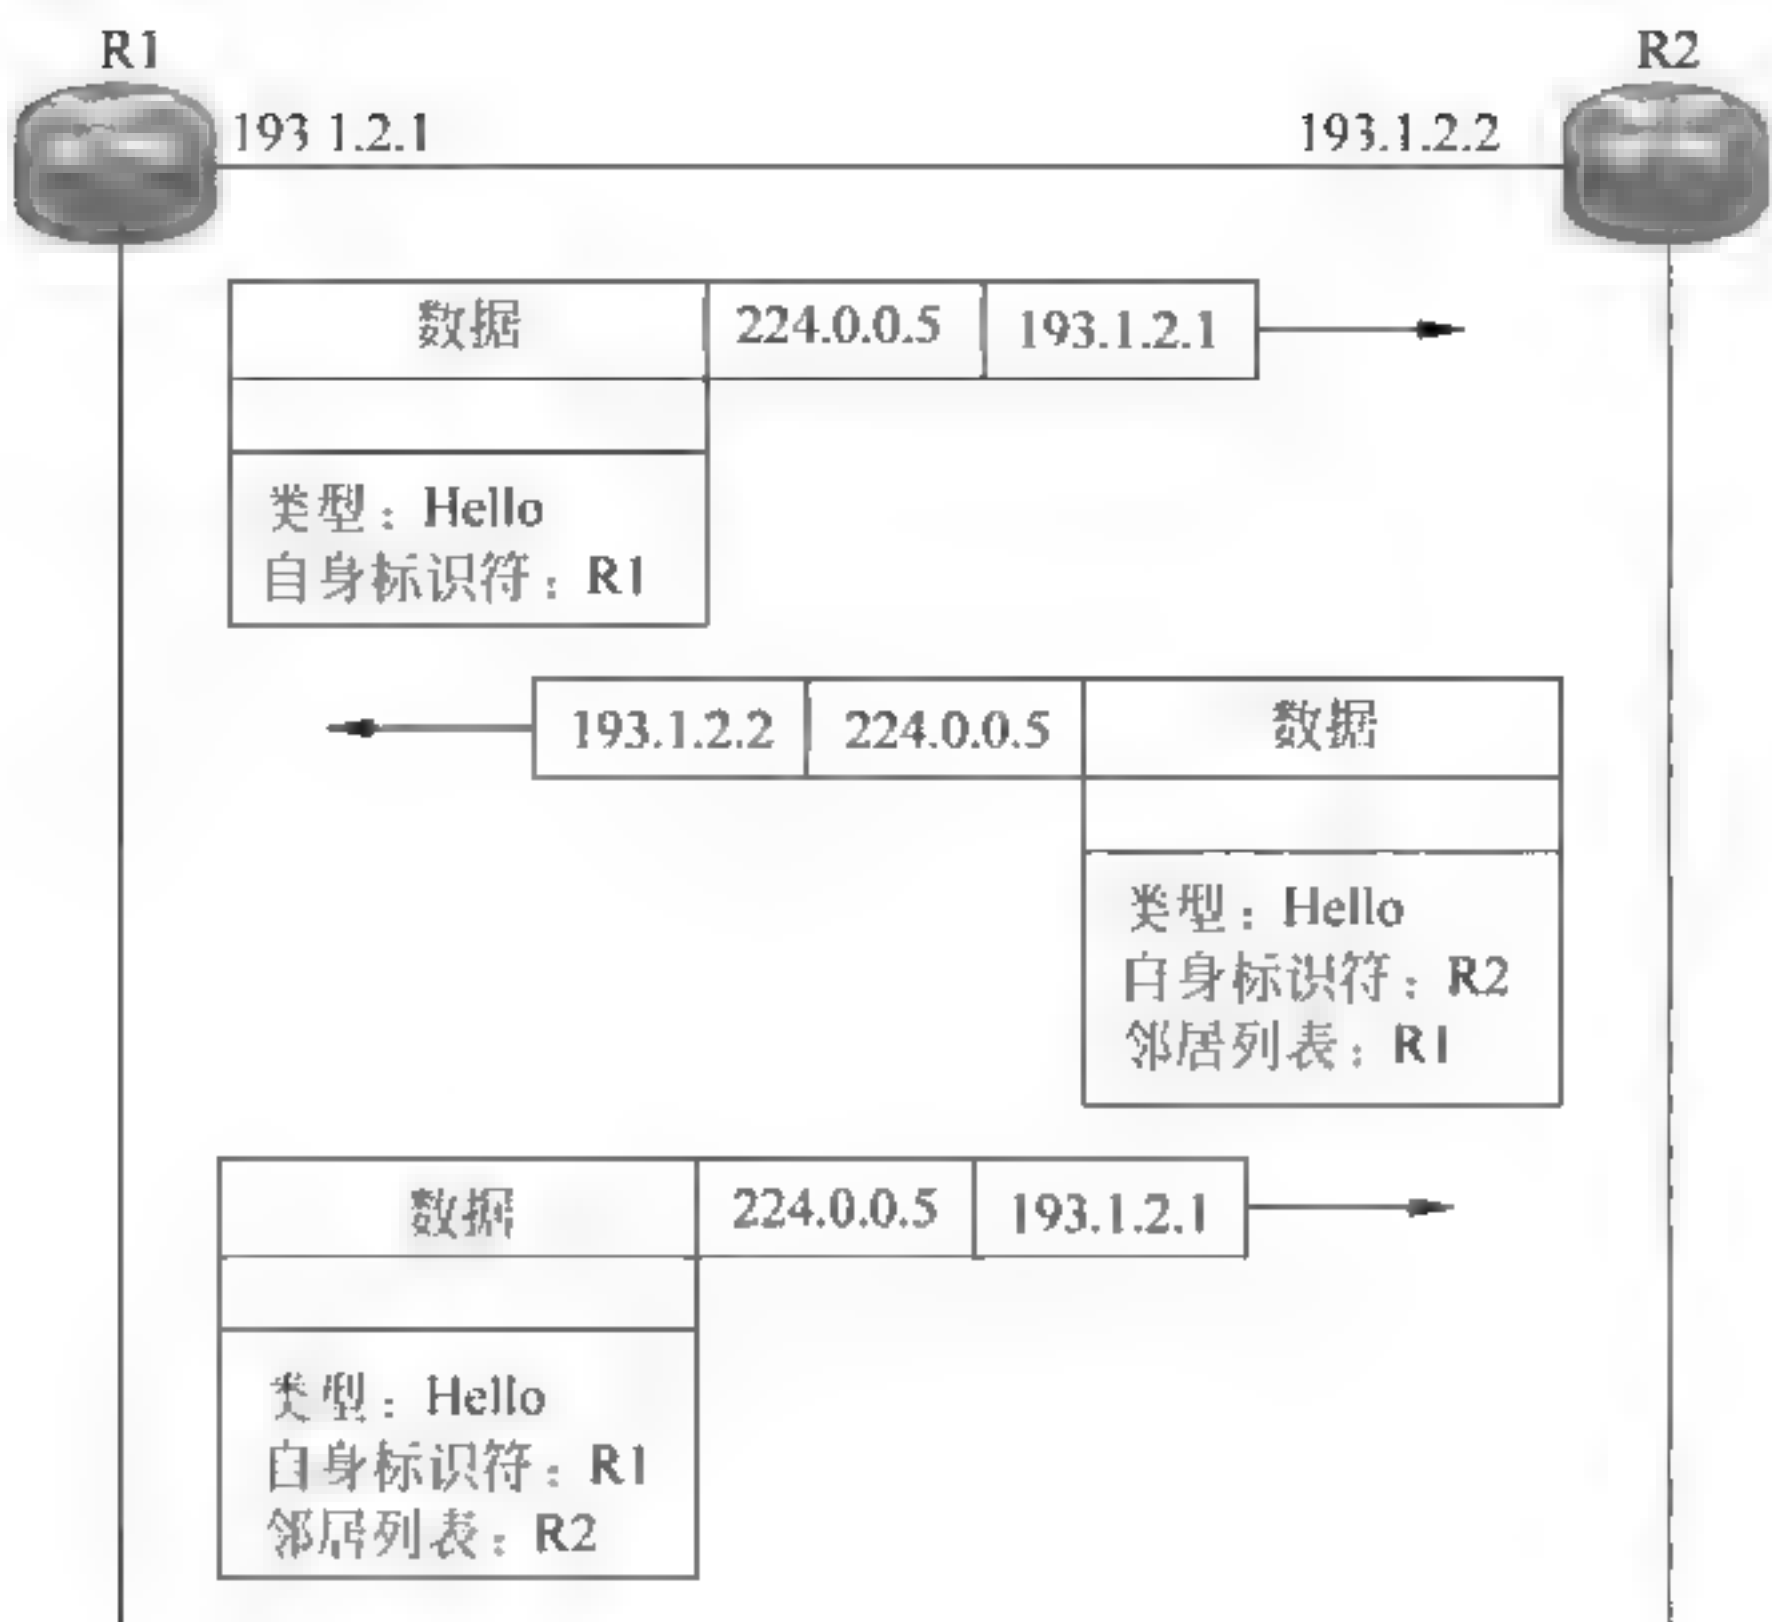 R1
R2
193 1.2.1
193.1.2.2
数据
224.0.0.5
193.1.2.1
类型：Hello
自身标识符：R1
193.1.2.2
224.0.0.5
数据
类型：Hello
自身标识符：R2
邻居列表：R1
数据
224.0.0.5
193.1.2.1
类型：Hello
自身标识符：R1
邻居列表：R2